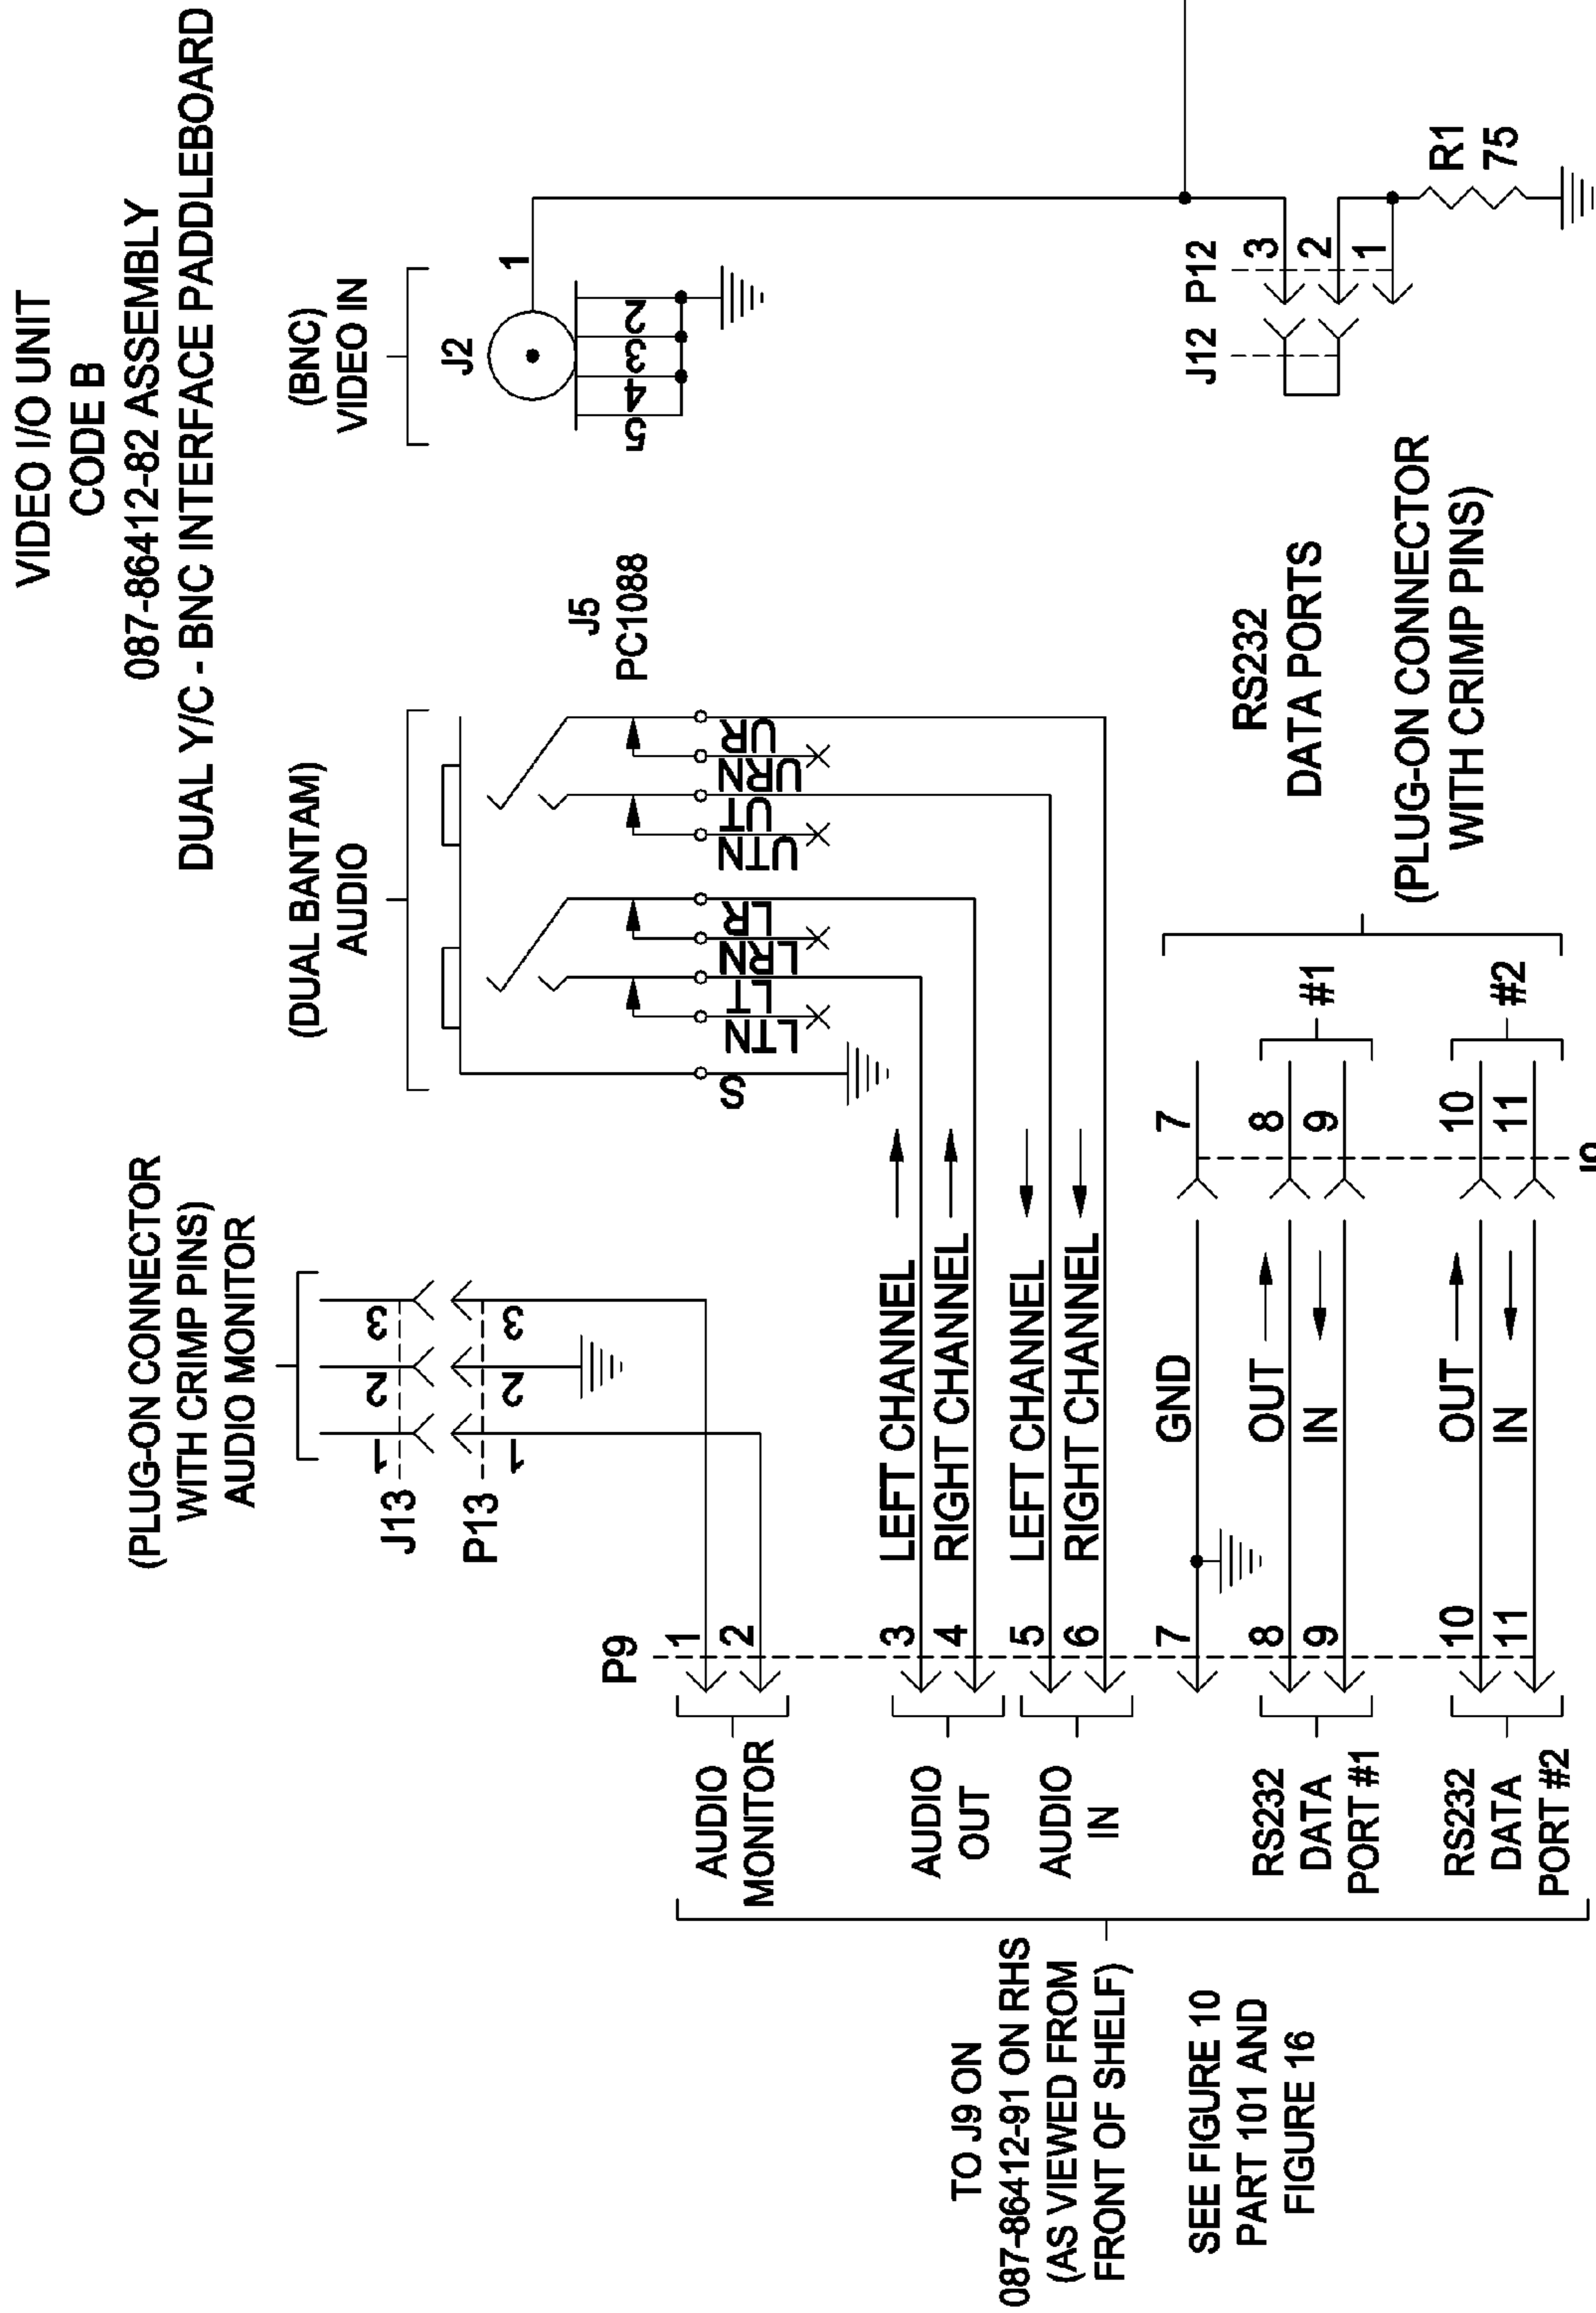 VIDEO I/O UNIT
CODE B
087-86412-82 ASSEMBLY
DUAL Y/C - BNC INTERFACE PADDLEBOARD
(PLUG-ON CONNECTOR
WITH CRIMP PINS)
AUDIO MONITOR
J13
1 2 3
P13
1 2 3
(DUAL BANTAM)
AUDIO
J5
PC1088
S LTN LT LRN LR UTN UT URN UR
(BNC)
VIDEO IN
J2
1
5 4 3 2
P9
AUDIO
MONITOR
1
2
AUDIO
OUT
3 LEFT CHANNEL
4 RIGHT CHANNEL
AUDIO
IN
5 LEFT CHANNEL
6 RIGHT CHANNEL
7 GND 7
RS232
DATA
PORT #1
8 OUT 8
9 IN 9
#1
RS232
DATA
PORT #2
10 OUT 10
11 IN 11
#2
J9
RS232
DATA PORTS
(PLUG-ON CONNECTOR
WITH CRIMP PINS)
J12 P12
3
2
1
R1
75
TO J9 ON
087-86412-91 ON RHS
(AS VIEWED FROM
FRONT OF SHELF)
SEE FIGURE 10
PART 101 AND
FIGURE 16